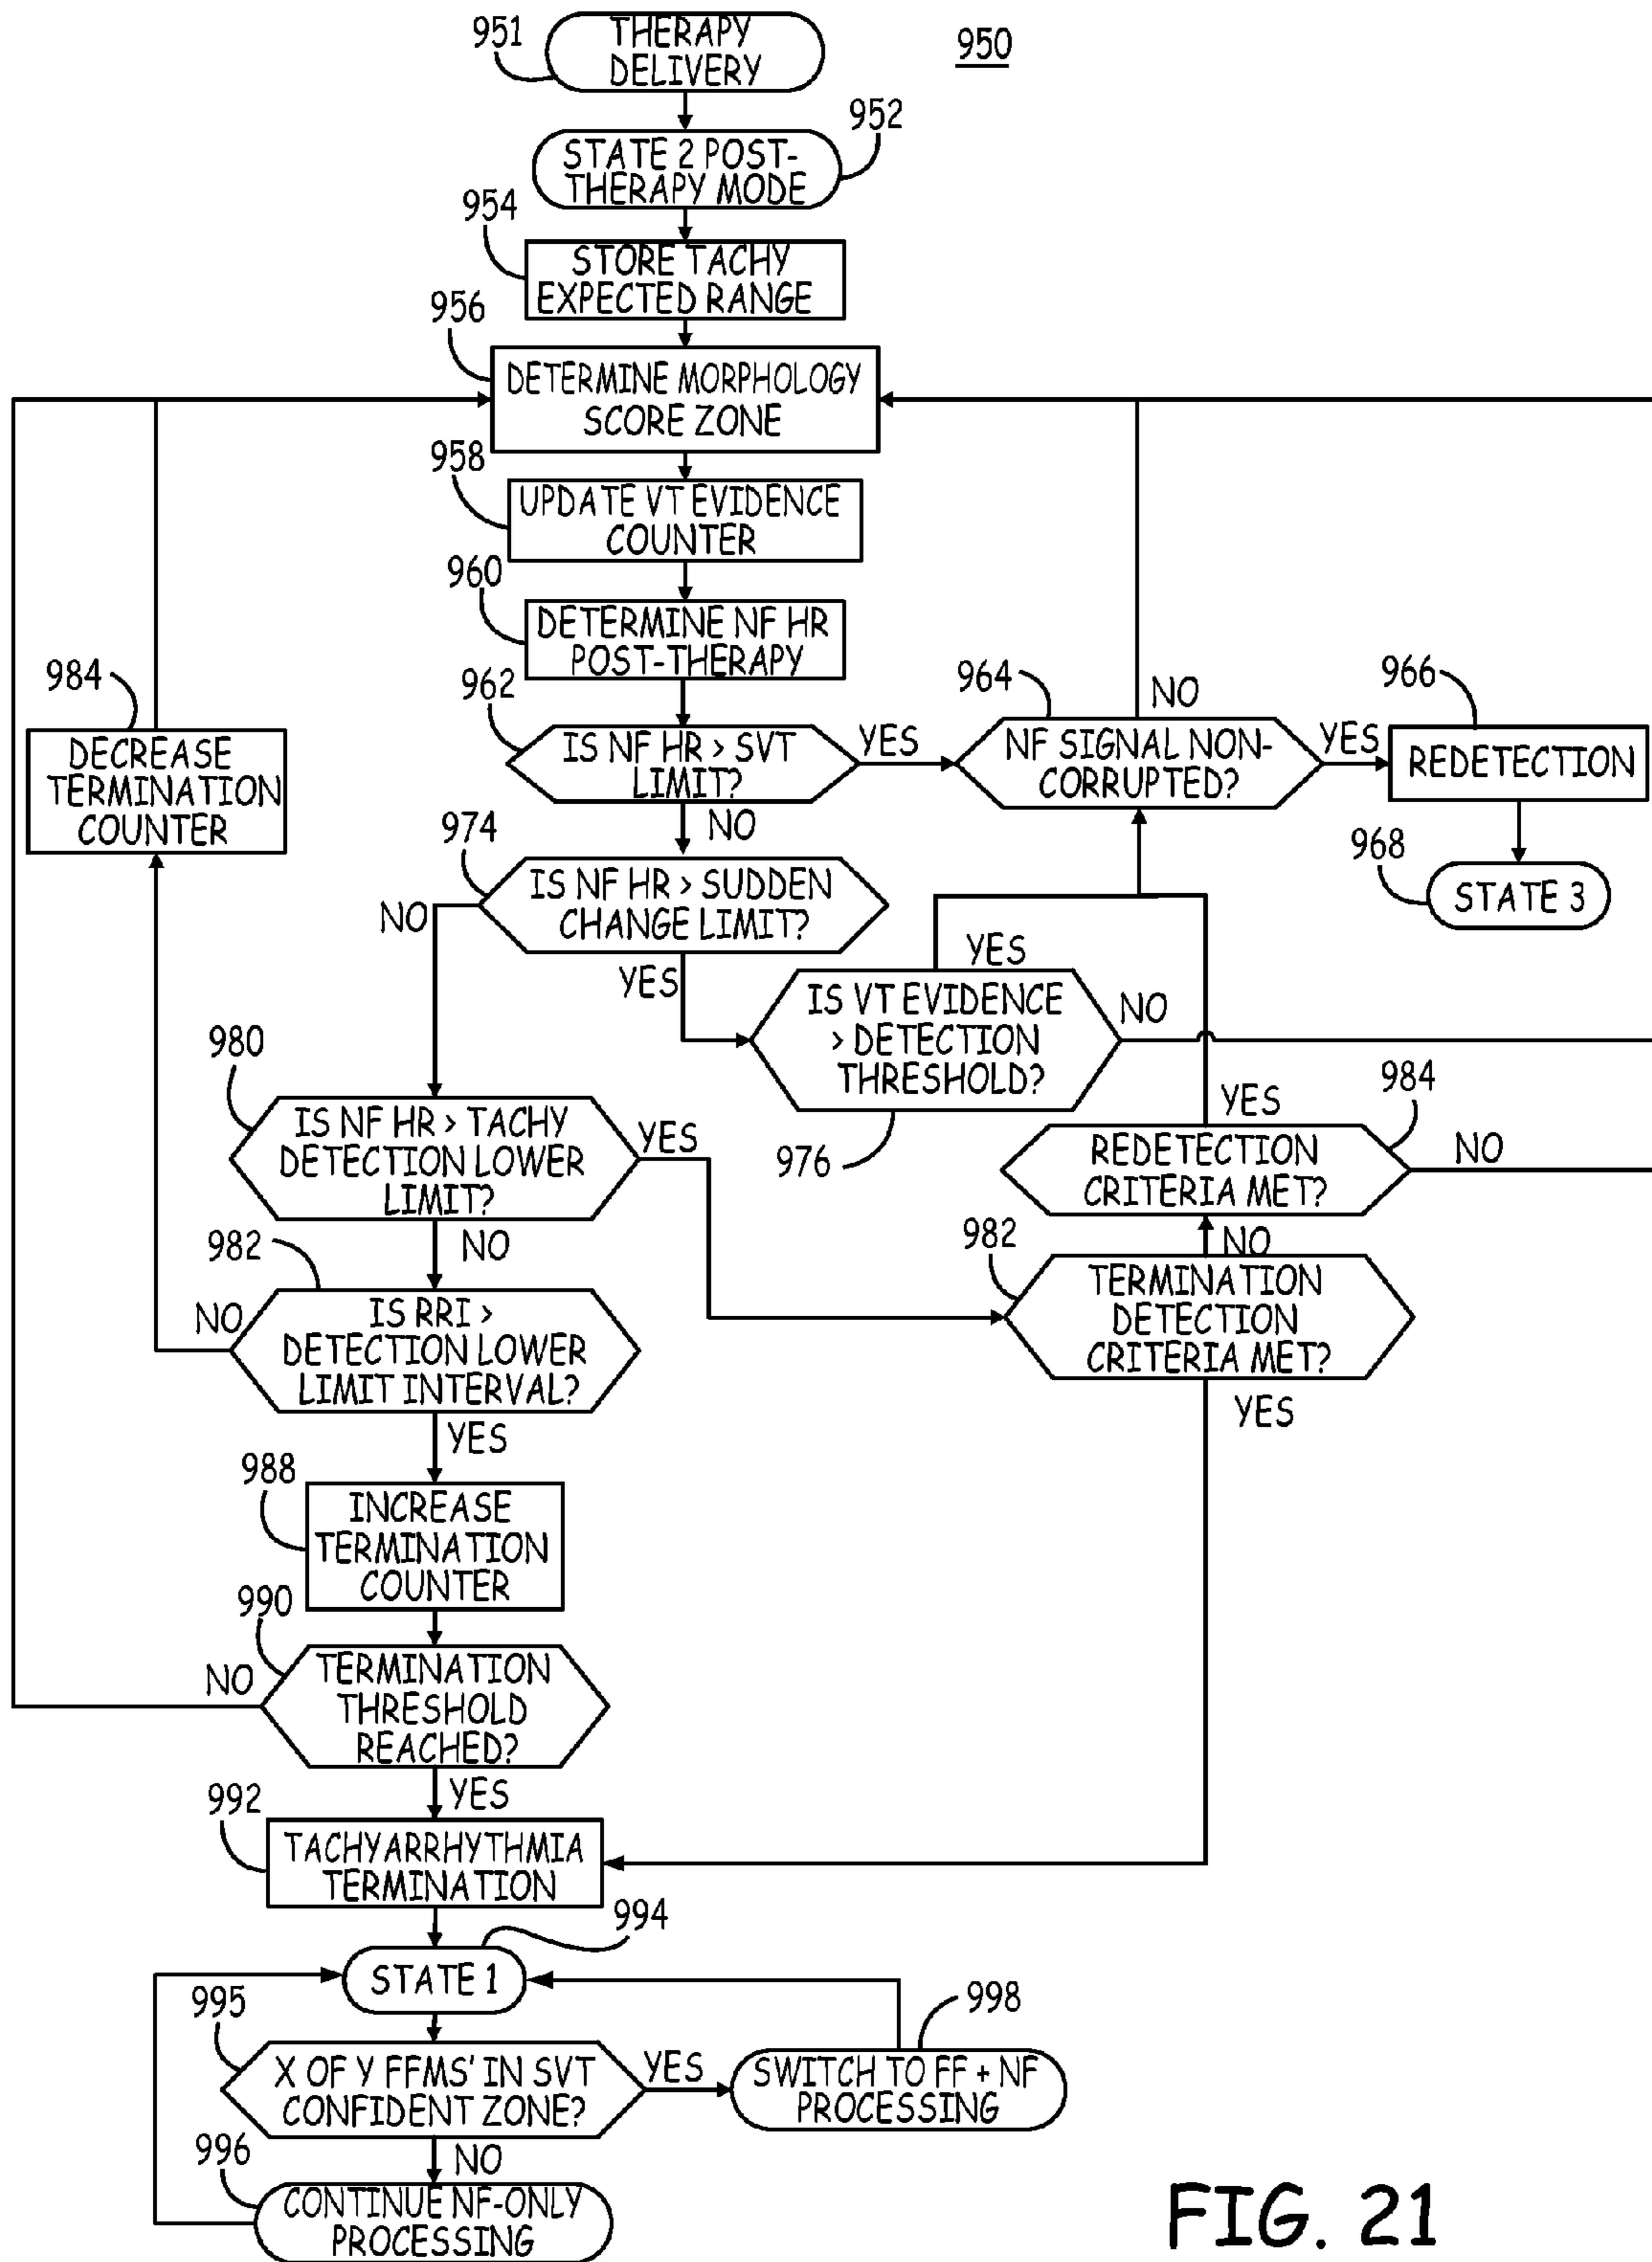 951
THERAPY
DELIVERY
950
952
STATE 2 POST-
THERAPY MODE
954
STORE TACHY
EXPECTED RANGE
956
DETERMINE MORPHOLOGY
SCORE ZONE
958
UPDATE VT EVIDENCE
COUNTER
960
DETERMINE NF HR
POST-THERAPY
984
DECREASE
TERMINATION
COUNTER
962
IS NF HR > SVT
LIMIT?
YES
NO
964
NO
NF SIGNAL NON-
CORRUPTED?
YES
966
REDETECTION
968
STATE 3
974
IS NF HR > SUDDEN
CHANGE LIMIT?
NO
YES
YES
IS VT EVIDENCE
> DETECTION
THRESHOLD?
NO
976
980
IS NF HR > TACHY
DETECTION LOWER
LIMIT?
YES
NO
984
YES
REDETECTION
CRITERIA MET?
NO
982
NO
TERMINATION
DETECTION
CRITERIA MET?
YES
982
NO
IS RRI >
DETECTION LOWER
LIMIT INTERVAL?
YES
988
INCREASE
TERMINATION
COUNTER
990
NO
TERMINATION
THRESHOLD
REACHED?
YES
992
TACHYARRHYTHMIA
TERMINATION
994
STATE 1
995
X OF Y FFMS' IN SVT
CONFIDENT ZONE?
YES
998
SWITCH TO FF + NF
PROCESSING
NO
996
CONTINUE NF-ONLY
PROCESSING
FIG. 21